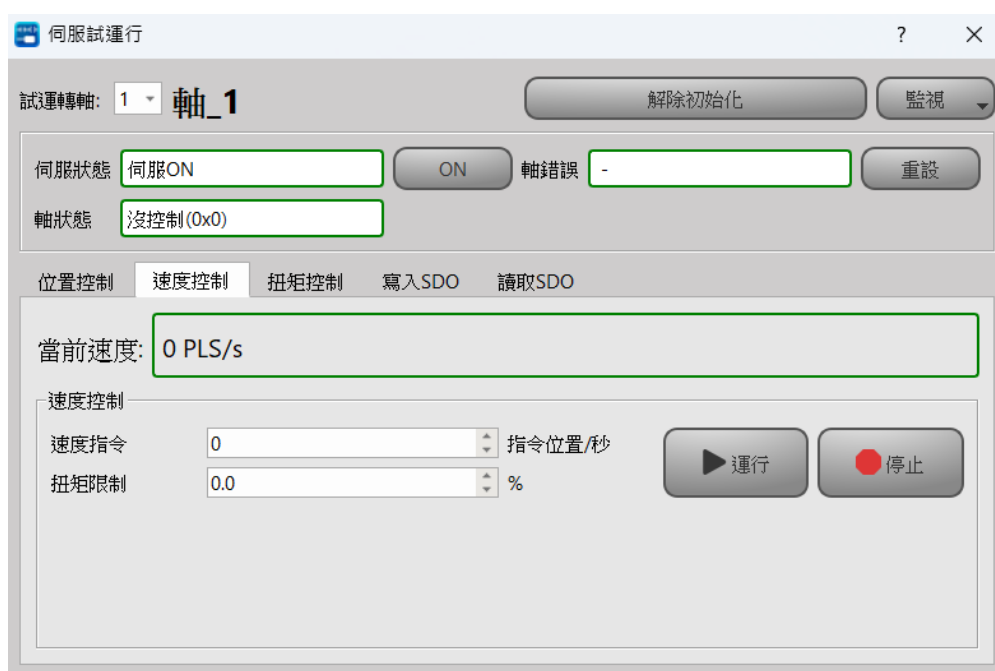 伺服試運行 ?
試運轉軸: 1 軸_1 解除初始化 監視
伺服狀態 伺服ON ON 軸錯誤 - 重設
軸狀態 沒控制(0x0)
位置控制 速度控制 扭矩控制 寫入SDO 讀取SDO
當前速度: 0 PLS/s
速度控制
速度指令 0 指令位置/秒 運行 停止
扭矩限制 0.0 %